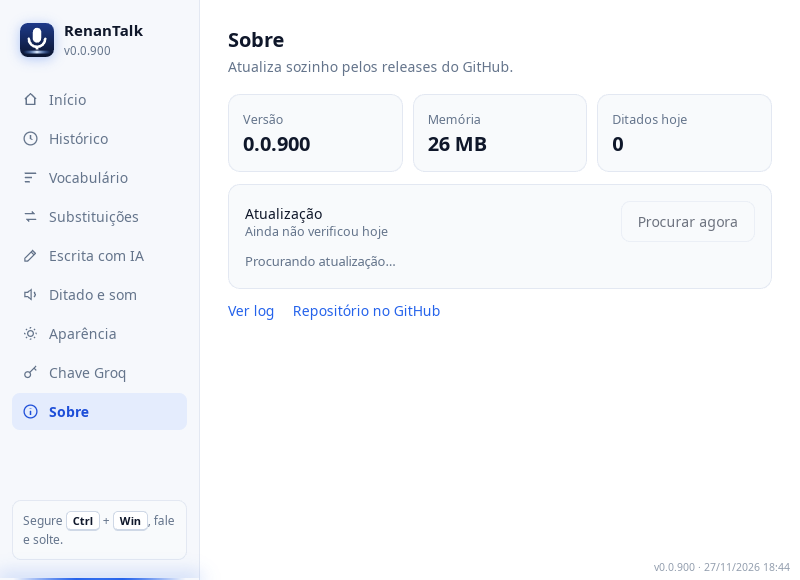 RenanTalk
v0.0.900
Início
Histórico
Vocabulário
Substituições
Escrita com IA
Ditado e som
Aparência
Chave Groq
Sobre
Segure Ctrl + Win, fale
e solte.
Sobre
Atualiza sozinho pelos releases do GitHub.
Versão
0.0.900
Memória
26 MB
Ditados hoje
0
Atualização
Ainda não verificou hoje
Procurar agora
Procurando atualização...
Ver log
Repositório no GitHub
v0.0.900 · 27/11/2026 18:44